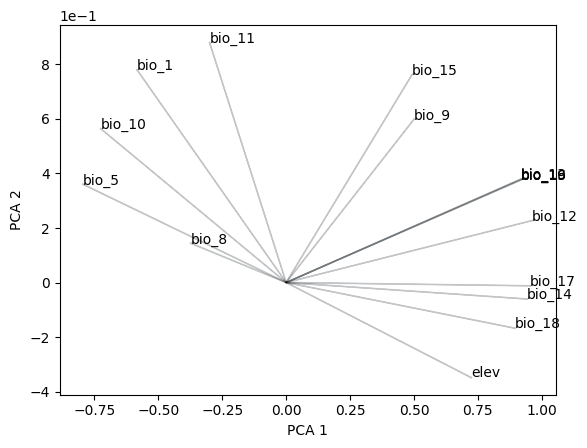 1e−1
bio_11
bio_1
bio_15
bio_10
bio_9
bio_5
bio_12
bio_8
bio_17
bio_14
bio_18
elev
8
6
4
2
0
−2
−4
PCA 2
−0.75
−0.50
−0.25
0.00
0.25
0.50
0.75
1.00
PCA 1